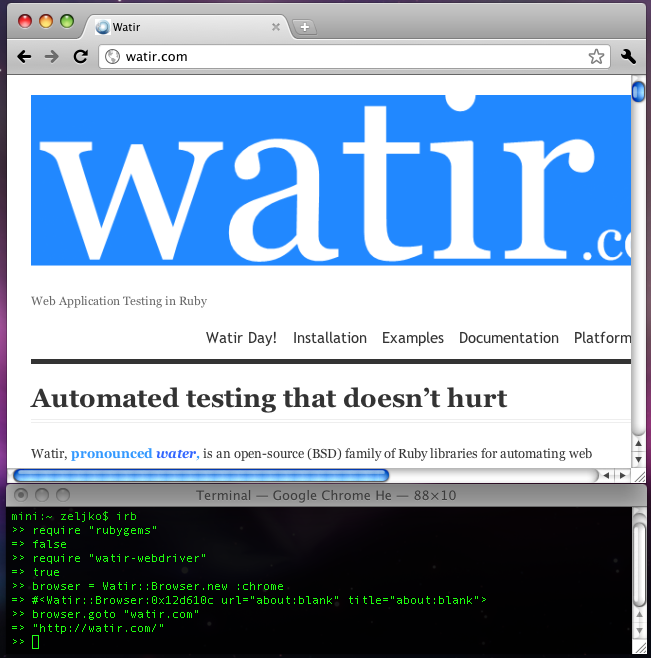 Watir
watir.com
watir.co
Web Application Testing in Ruby
Watir Day! Installation Examples Documentation Platform
Automated testing that doesn’t hurt
Watir, pronounced water, is an open-source (BSD) family of Ruby libraries for automating web
Terminal — Google Chrome He — 88×10
mini:~ zeljko$ irb
>> require "rubygems"
=> false
>> require "watir-webdriver"
=> true
>> browser = Watir::Browser.new :chrome
=> #<Watir::Browser:0x12d610c url="about:blank" title="about:blank">
>> browser.goto "watir.com"
=> "http://watir.com/"
>>